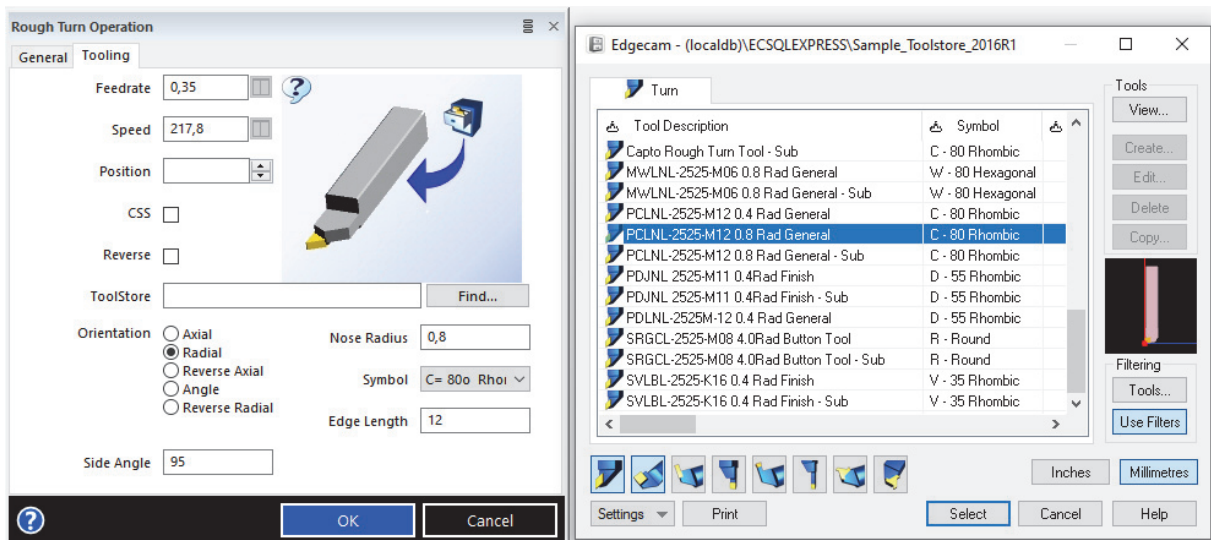 Rough Turn Operation
General Tooling
Feedrate 0,35
Speed 217,8
Position
CSS
Reverse
ToolStore Find...
Orientation Axial
Radial
Reverse Axial
Angle
Reverse Radial
Nose Radius 0,8
Symbol C= 80o Rho
Edge Length 12
Side Angle 95
OK Cancel
Edgecam - (localdb)\ECSQLEXPRESS\Sample_Toolstore_2016R1
Turn
Tool Description Symbol
Capto Rough Turn Tool - Sub C - 80 Rhombic
MWLNL-2525-M06 0.8 Rad General W - 80 Hexagonal
MWLNL-2525-M06 0.8 Rad General - Sub W - 80 Hexagonal
PCLNL-2525-M12 0.4 Rad General C - 80 Rhombic
PCLNL-2525-M12 0.8 Rad General C - 80 Rhombic
PCLNL-2525-M12 0.8 Rad General - Sub C - 80 Rhombic
PDJNL 2525-M11 0.4Rad Finish D - 55 Rhombic
PDJNL 2525-M11 0.4Rad Finish - Sub D - 55 Rhombic
PDLNL-2525M-12 0.4 Rad General D - 55 Rhombic
SRGCL-2525-M08 4.0Rad Button Tool R - Round
SRGCL-2525-M08 4.0Rad Button Tool - Sub R - Round
SVLBL-2525-K16 0.4 Rad Finish V - 35 Rhombic
SVLBL-2525-K16 0.4 Rad Finish - Sub V - 35 Rhombic
Tools
View...
Create...
Edit...
Delete
Copy...
Filtering
Tools...
Use Filters
Inches Millimetres
Settings Print Select Cancel Help